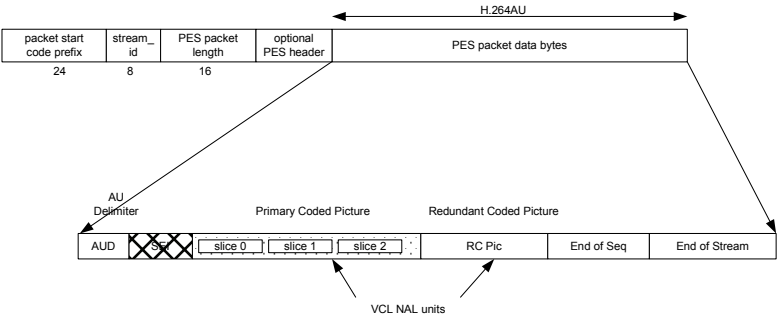 H.264AU
packet start
code prefix
stream_
id
PES packet
length
optional
PES header
PES packet data bytes
24
8
16
AU
Delimiter
Primary Coded Picture
Redundant Coded Picture
AUD
SEI
slice 0
slice 1
slice 2
RC Pic
End of Seq
End of Stream
VCL NAL units